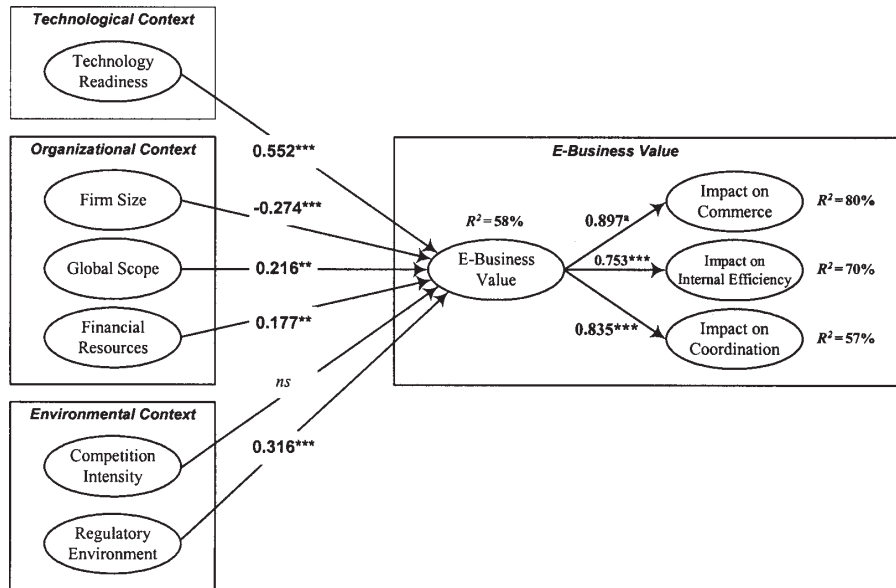 Technological Context
Technology
Readiness
0.552***
Organizational Context
Firm Size
-0.274***
Global Scope
0.216**
Financial
Resources
0.177**
Environmental Context
Competition
Intensity
ns
Regulatory
Environment
0.316***
E-Business Value
R² = 58%
E-Business
Value
0.897ª
Impact on
Commerce
R² = 80%
0.753***
Impact on
Internal Efficiency
R² = 70%
0.835***
Impact on
Coordination
R² = 57%